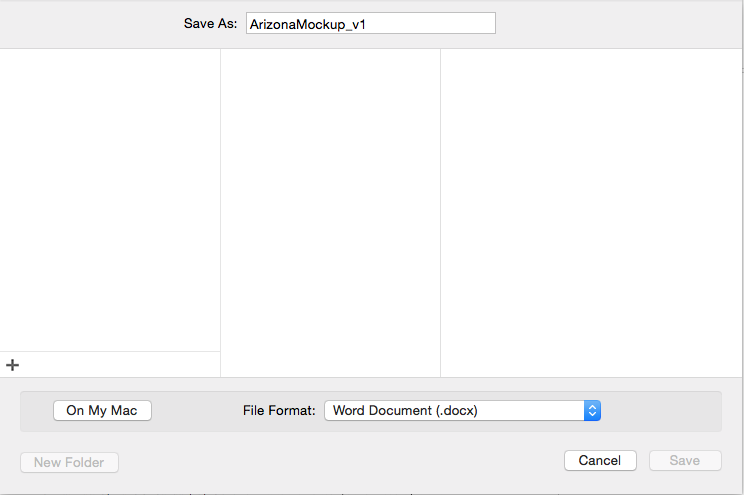 Save As: ArizonaMockup_v1
On My Mac File Format: Word Document (.docx)
New Folder Cancel Save